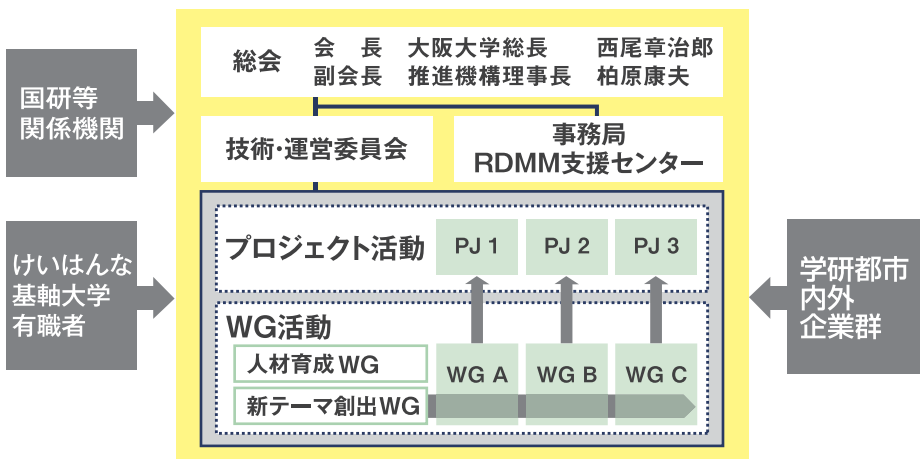 国研等
関係機関
総会
会　長　大阪大学総長　西尾章治郎
副会長　推進機構理事長　柏原康夫
技術・運営委員会
事務局
RDMM支援センター
けいはんな
基軸大学
有職者
プロジェクト活動
PJ 1
PJ 2
PJ 3
WG活動
人材育成 WG
新テーマ創出WG
WG A
WG B
WG C
学研都市
内外
企業群